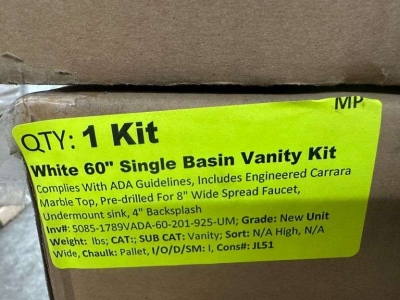 MP
QTY: 1 Kit
White 60" Single Basin Vanity Kit
Complies With ADA Guidelines, Includes Engineered Carrara
Marble Top, Pre-drilled For 8" Wide Spread Faucet,
Undermount sink, 4" Backsplash
Inv#: 5085-1789VADA-60-201-925-UM; Grade: New Unit
Weight: lbs; CAT:; SUB CAT: Vanity; Sort: N/A High, N/A
Wide, Chaulk: Pallet, I/O/D/SM: I, Cons#: JL51